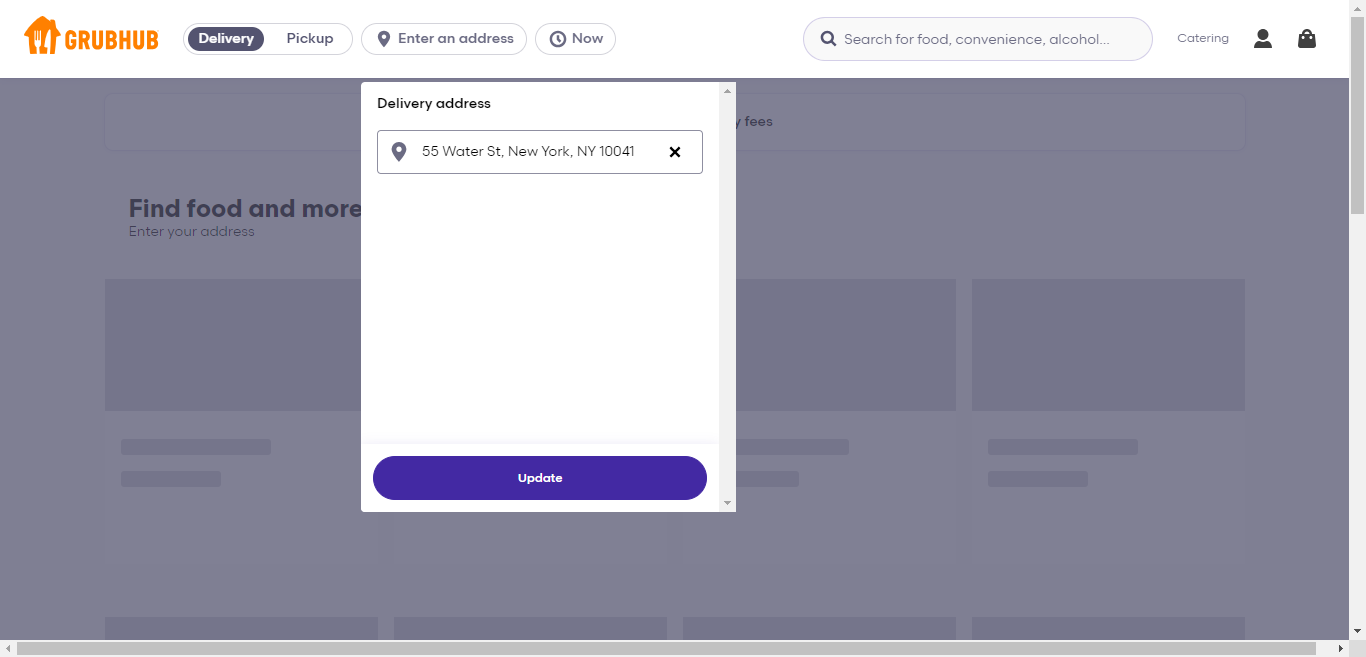 GRUBHUB
Delivery
Pickup
Enter an address
Now
Search for food, convenience, alcohol...
Catering
Delivery address
y fees
55 Water St, New York, NY 10041
Find food and more
Enter your address
Update